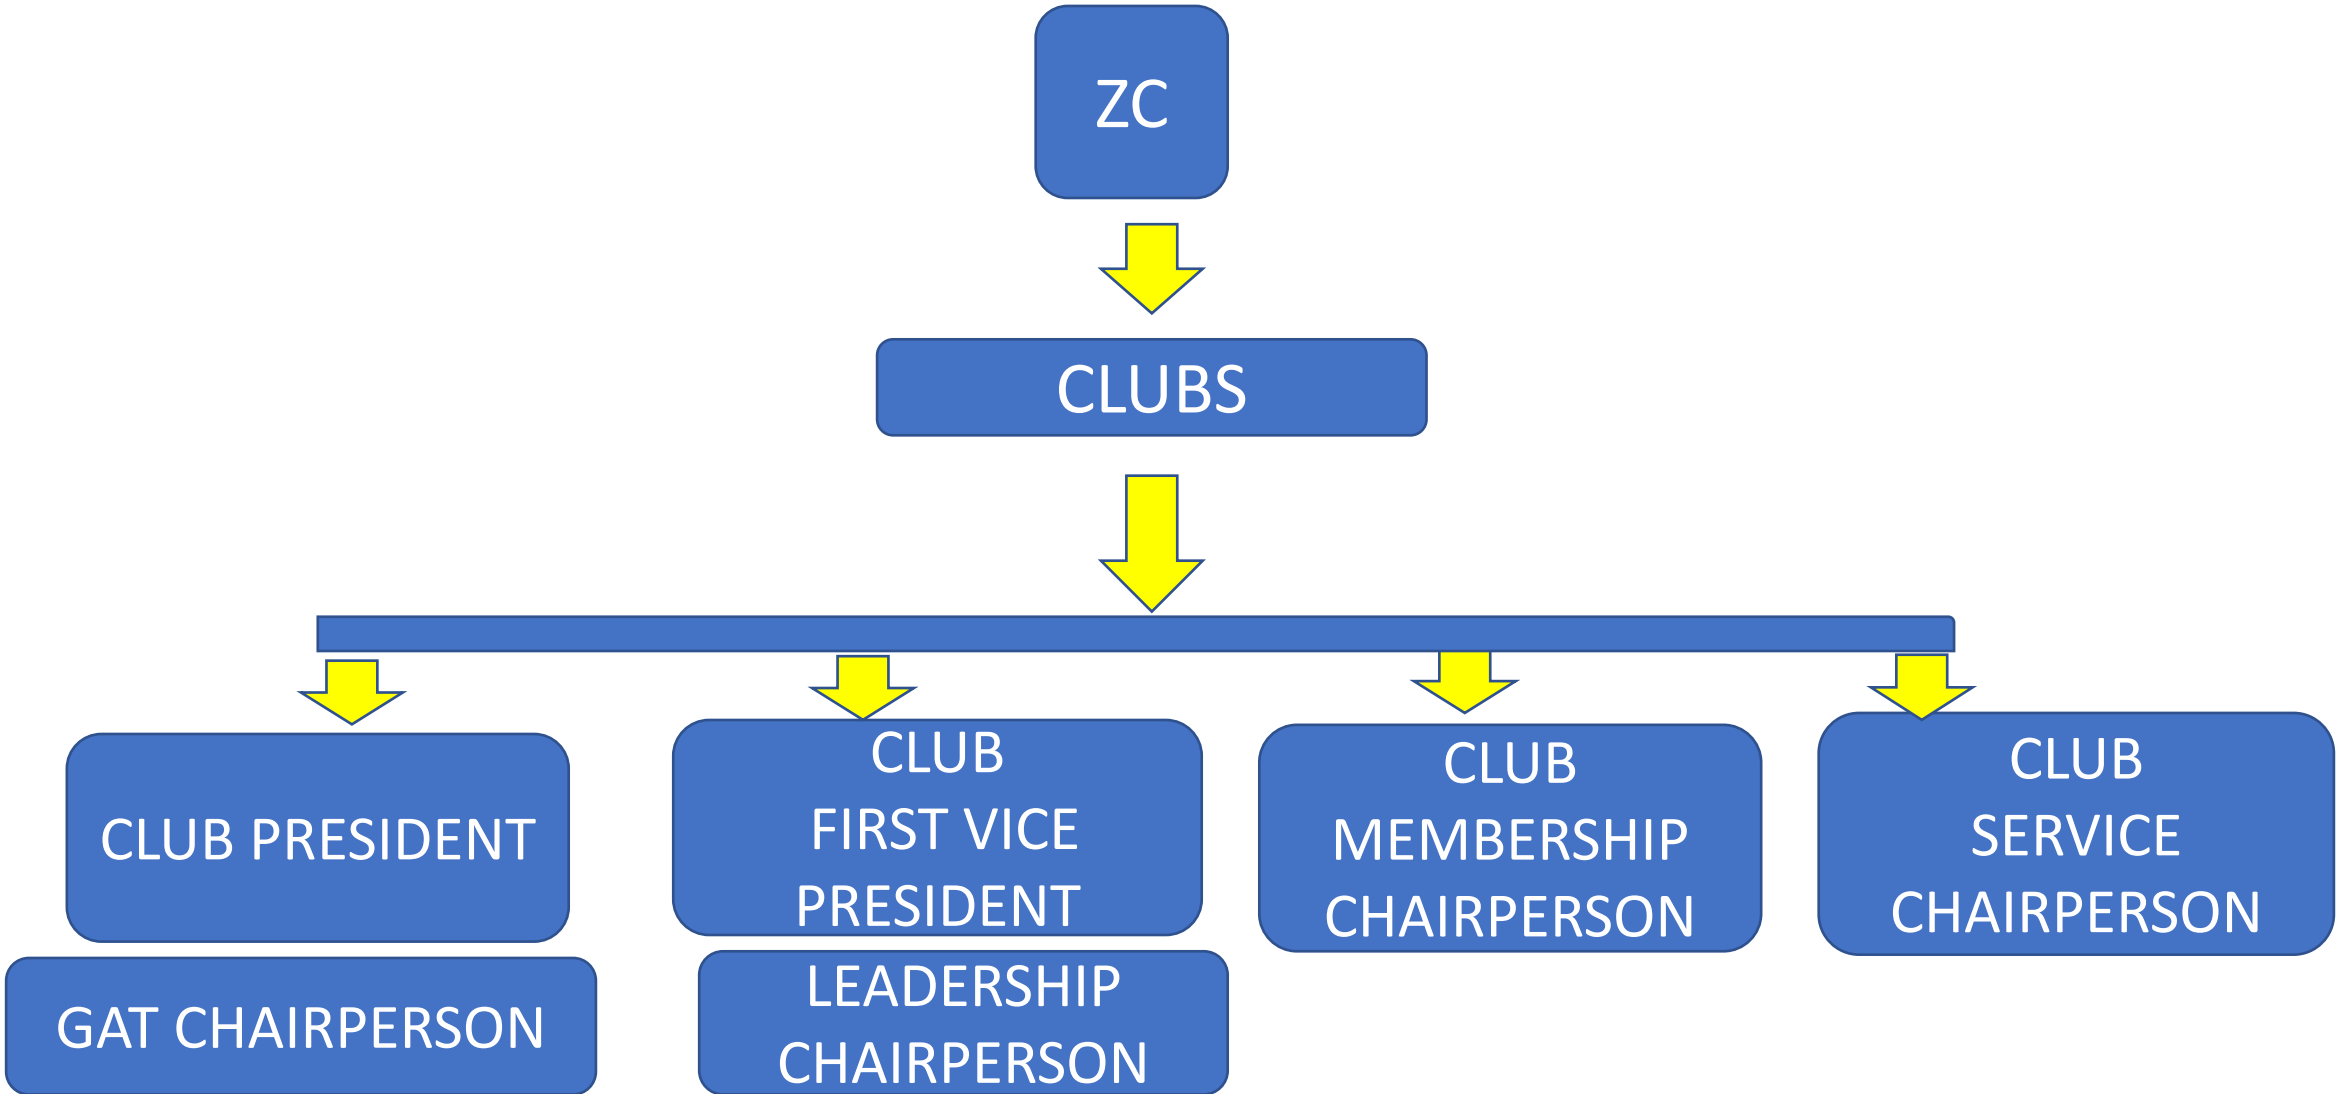 ZC
CLUBS
CLUB PRESIDENT
CLUB
FIRST VICE
PRESIDENT
CLUB
MEMBERSHIP
CHAIRPERSON
CLUB
SERVICE
CHAIRPERSON
GAT CHAIRPERSON
LEADERSHIP
CHAIRPERSON